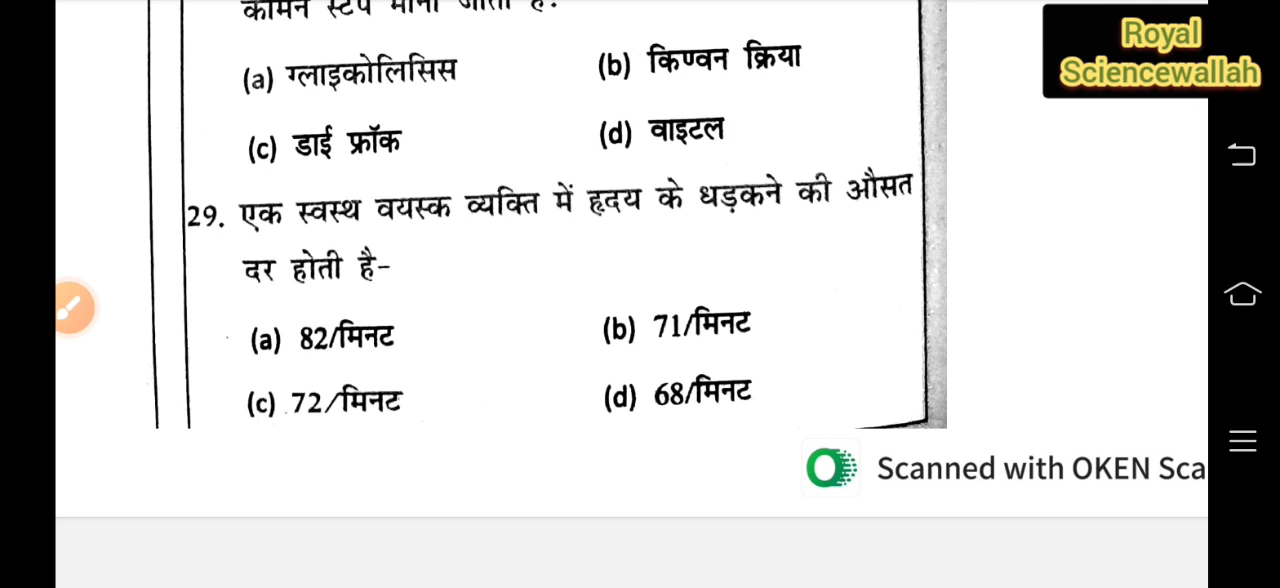 कॉमन स्टेप माना जाता है?
Royal
Sciencewallah
(a) ग्लाइकोलिसिस (b) किण्वन क्रिया
(c) डाई फ्रॉक (d) वाइटल
29. एक स्वस्थ वयस्क व्यक्ति में हृदय के धड़कने की औसत
दर होती है-
(a) 82/मिनट (b) 71/मिनट
(c) 72/मिनट (d) 68/मिनट
Scanned with OKEN Sca